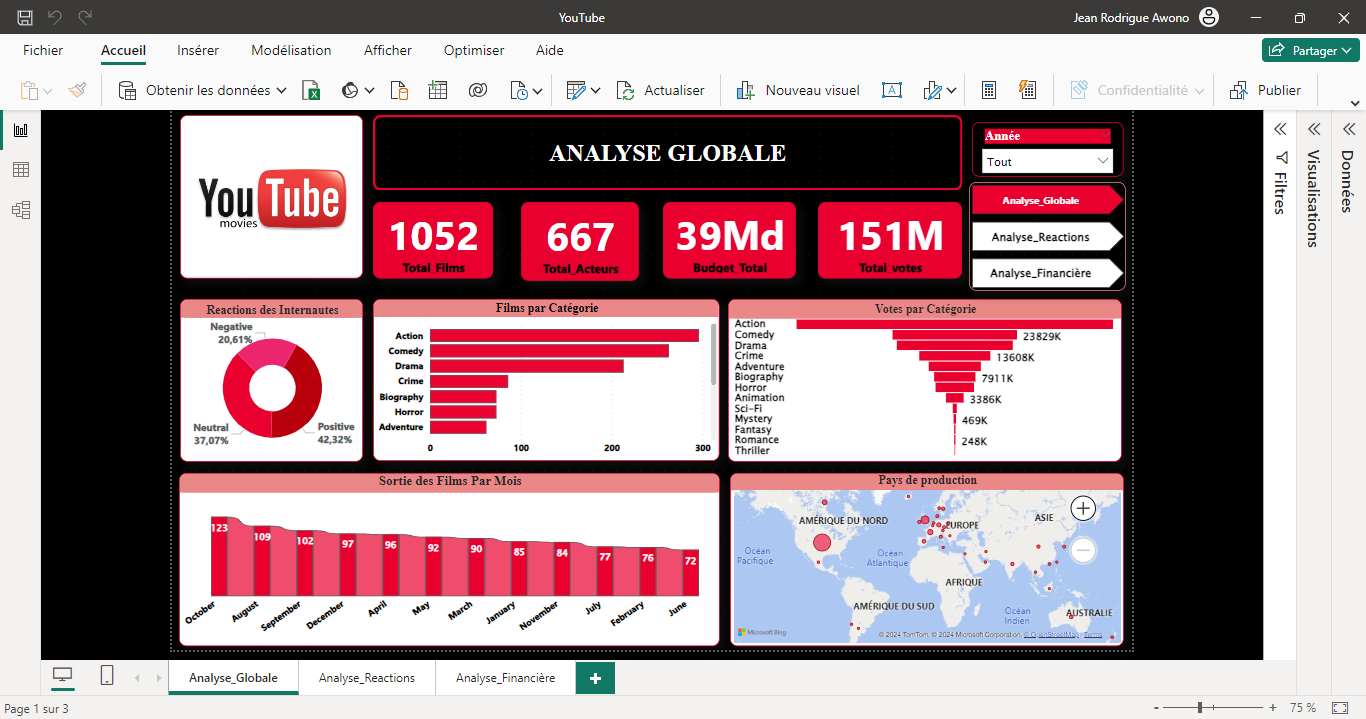 YouTube
Jean Rodrigue Awono
Fichier
Accueil
Insérer
Modélisation
Afficher
Optimiser
Aide
Partager
Obtenir les données
Actualiser
Nouveau visuel
Confidentialité
Publier
YouTube
movies
ANALYSE GLOBALE
Année
Tout
1052
Total_Films
667
Total_Acteurs
39Md
Budget_Total
151M
Total_votes
Analyse_Globale
Analyse_Reactions
Analyse_Financière
Filtres
Visualisations
Données
Reactions des Internautes
Negative
20,61%
Neutral
37,07%
Positive
42,32%
Films par Catégorie
Action
Comedy
Drama
Crime
Biography
Horror
Adventure
0 100 200 300
Votes par Catégorie
Action
Comedy 23829K
Drama
Crime 13608K
Adventure
Biography 7911K
Horror
Animation 3386K
Sci-Fi
Mystery 469K
Fantasy
Romance 248K
Thriller
Sortie des Films Par Mois
123 109 102 97 96 92 90 85 84 77 76 72
October August September December April May March January November July February June
Pays de production
AMÉRIQUE DU NORD
EUROPE
ASIE
Océan
Pacifique
Océan
Atlantique
AFRIQUE
AMÉRIQUE DU SUD
Océan
Indien
AUSTRALIE
Microsoft Bing
© 2024 TomTom, © 2024 Microsoft Corporation, © OpenStreetMap Terms
Analyse_Globale
Analyse_Reactions
Analyse_Financière
Page 1 sur 3
75 %